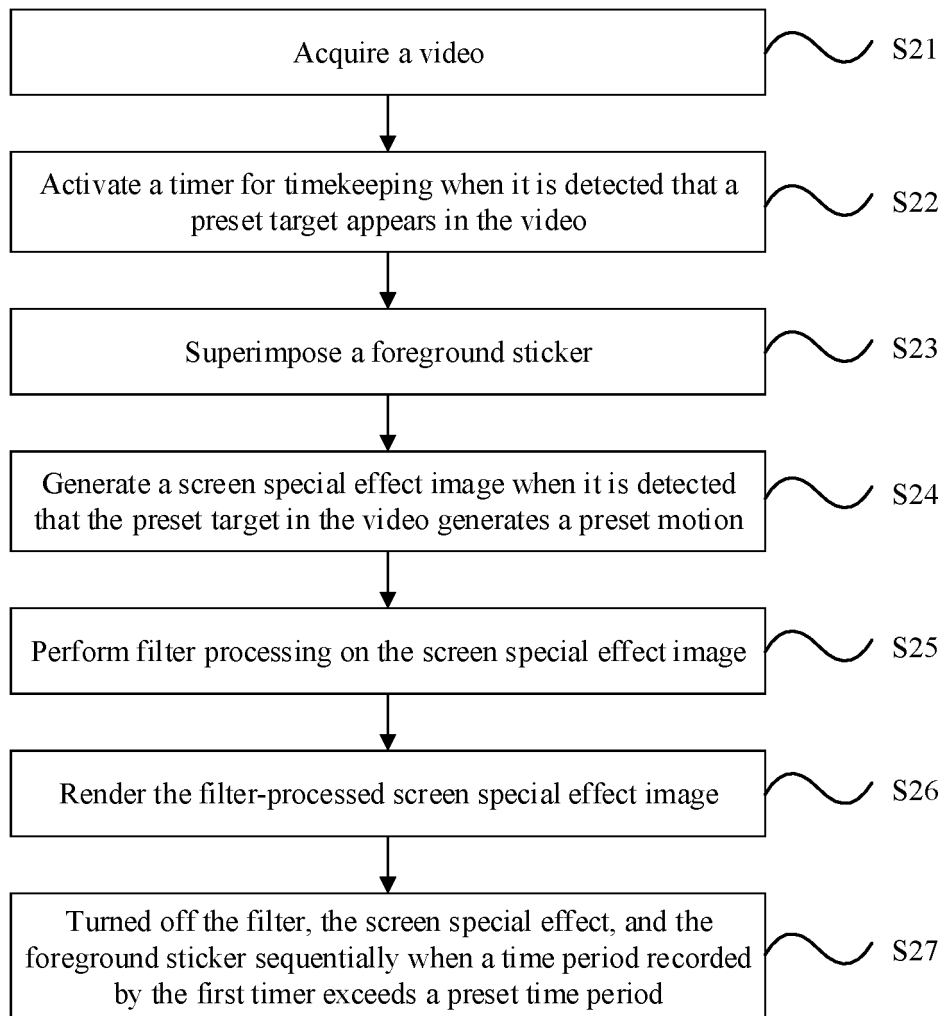 Acquire a video
S21
Activate a timer for timekeeping when it is detected that a
preset target appears in the video
S22
Superimpose a foreground sticker
S23
Generate a screen special effect image when it is detected
that the preset target in the video generates a preset motion
S24
Perform filter processing on the screen special effect image
S25
Render the filter-processed screen special effect image
S26
Turned off the filter, the screen special effect, and the
foreground sticker sequentially when a time period recorded
by the first timer exceeds a preset time period
S27